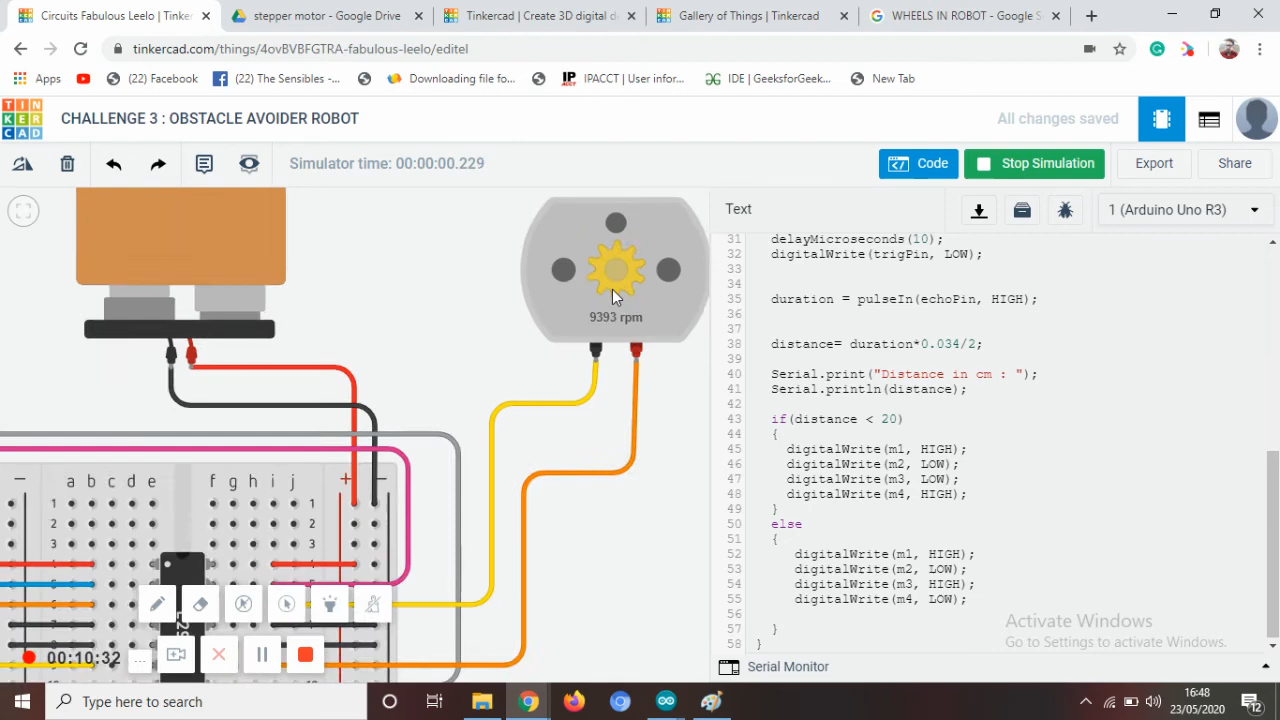 Circuits Fabulous Leelo | Tinker
stepper motor - Google Drive
Tinkercad | Create 3D digital d
Gallery of Things | Tinkercad
WHEELS IN ROBOT - Google S
tinkercad.com/things/4ovBVBFGTRA-fabulous-leelo/editel
Apps
(22) Facebook
(22) The Sensibles -...
Downloading file fo...
IPACCT | User infor...
IDE | GeeksforGeek...
New Tab
TIN
KER
CAD
CHALLENGE 3 : OBSTACLE AVOIDER ROBOT
All changes saved
Simulator time: 00:00:00.229
Code
Stop Simulation
Export
Share
Text
1 (Arduino Uno R3)
9393 rpm
a b c d e
f g h i j
+ −
1 1
2 2
3 3
31 delayMicroseconds(10);
32 digitalWrite(trigPin, LOW);
33
34
35 duration = pulseIn(echoPin, HIGH);
36
37
38 distance= duration*0.034/2;
39
40 Serial.print("Distance in cm : ");
41 Serial.println(distance);
42
43 if(distance < 20)
44 {
45 digitalWrite(m1, HIGH);
46 digitalWrite(m2, LOW);
47 digitalWrite(m3, LOW);
48 digitalWrite(m4, HIGH);
49 }
50 else
51 {
52 digitalWrite(m1, HIGH);
53 digitalWrite(m2, LOW);
54 digitalWrite(m3, HIGH);
55 digitalWrite(m4, LOW);
56
57 }
58 }
Activate Windows
Go to Settings to activate Windows.
00:10:32
Serial Monitor
Type here to search
16:48
23/05/2020
12